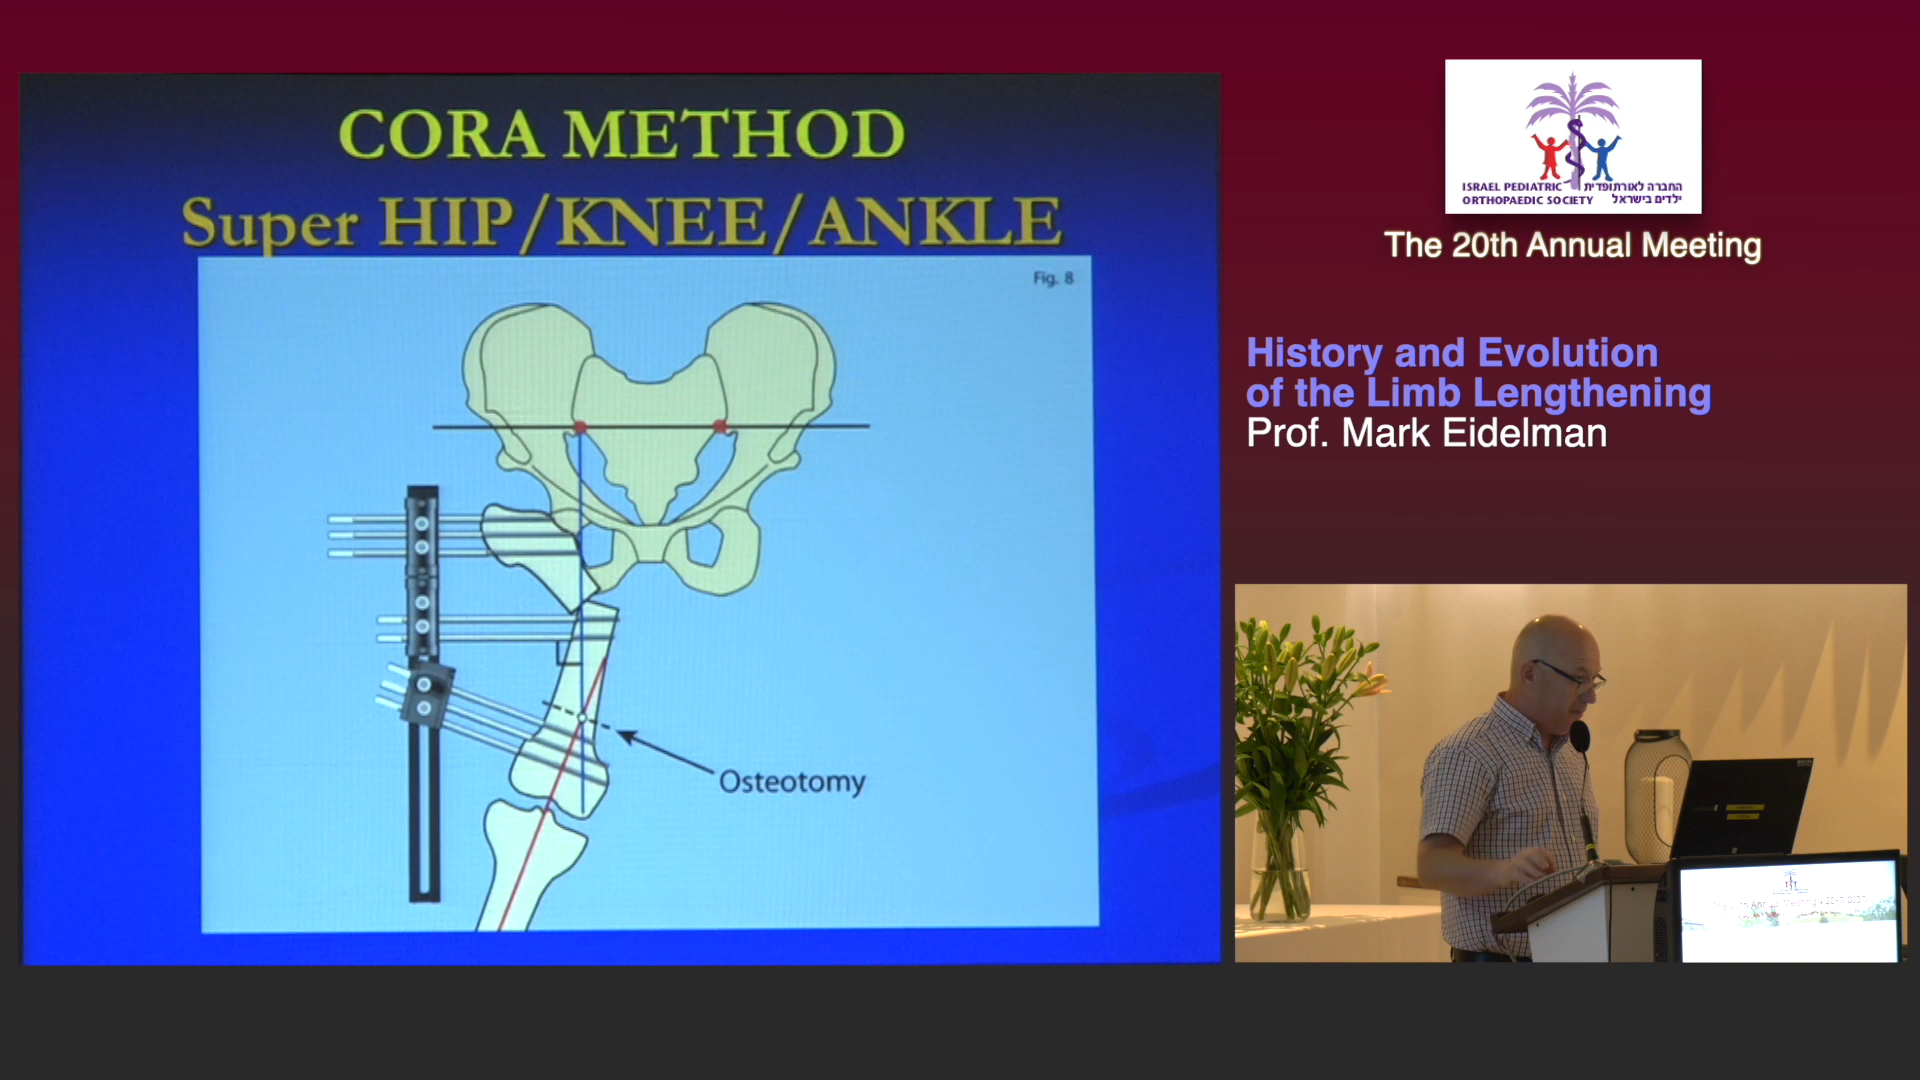 CORA METHOD
Super HIP/KNEE/ANKLE
Fig. 8
Osteotomy
ISRAEL PEDIATRIC החברה לאורתופדית
ORTHOPAEDIC SOCIETY ילדים בישראל
The 20th Annual Meeting
History and Evolution
of the Limb Lengthening
Prof. Mark Eidelman